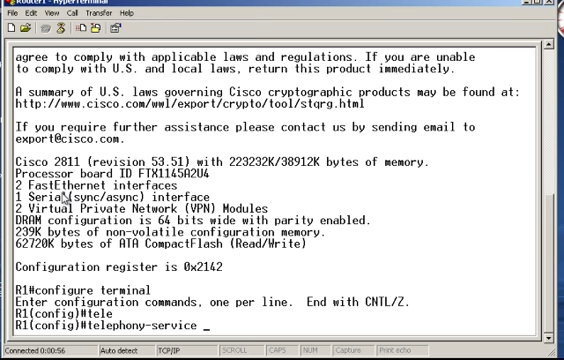 Router1 - HyperTerminal
File Edit View Call Transfer Help
agree to comply with applicable laws and regulations. If you are unable
to comply with U.S. and local laws, return this product immediately.
A summary of U.S. laws governing Cisco cryptographic products may be found at:
http://www.cisco.com/wwl/export/crypto/tool/stqrg.html
If you require further assistance please contact us by sending email to
export@cisco.com.
Cisco 2811 (revision 53.51) with 223232K/38912K bytes of memory.
Processor board ID FTX1145A2U4
2 FastEthernet interfaces
1 Serial(sync/async) interface
2 Virtual Private Network (VPN) Modules
DRAM configuration is 64 bits wide with parity enabled.
239K bytes of non-volatile configuration memory.
62720K bytes of ATA CompactFlash (Read/Write)
Configuration register is 0x2142
R1#configure terminal
Enter configuration commands, one per line. End with CNTL/Z.
R1(config)#tele
R1(config)#telephony-service _
Connected 0:00:56 Auto detect TCP/IP SCROLL CAPS NUM Capture Print echo